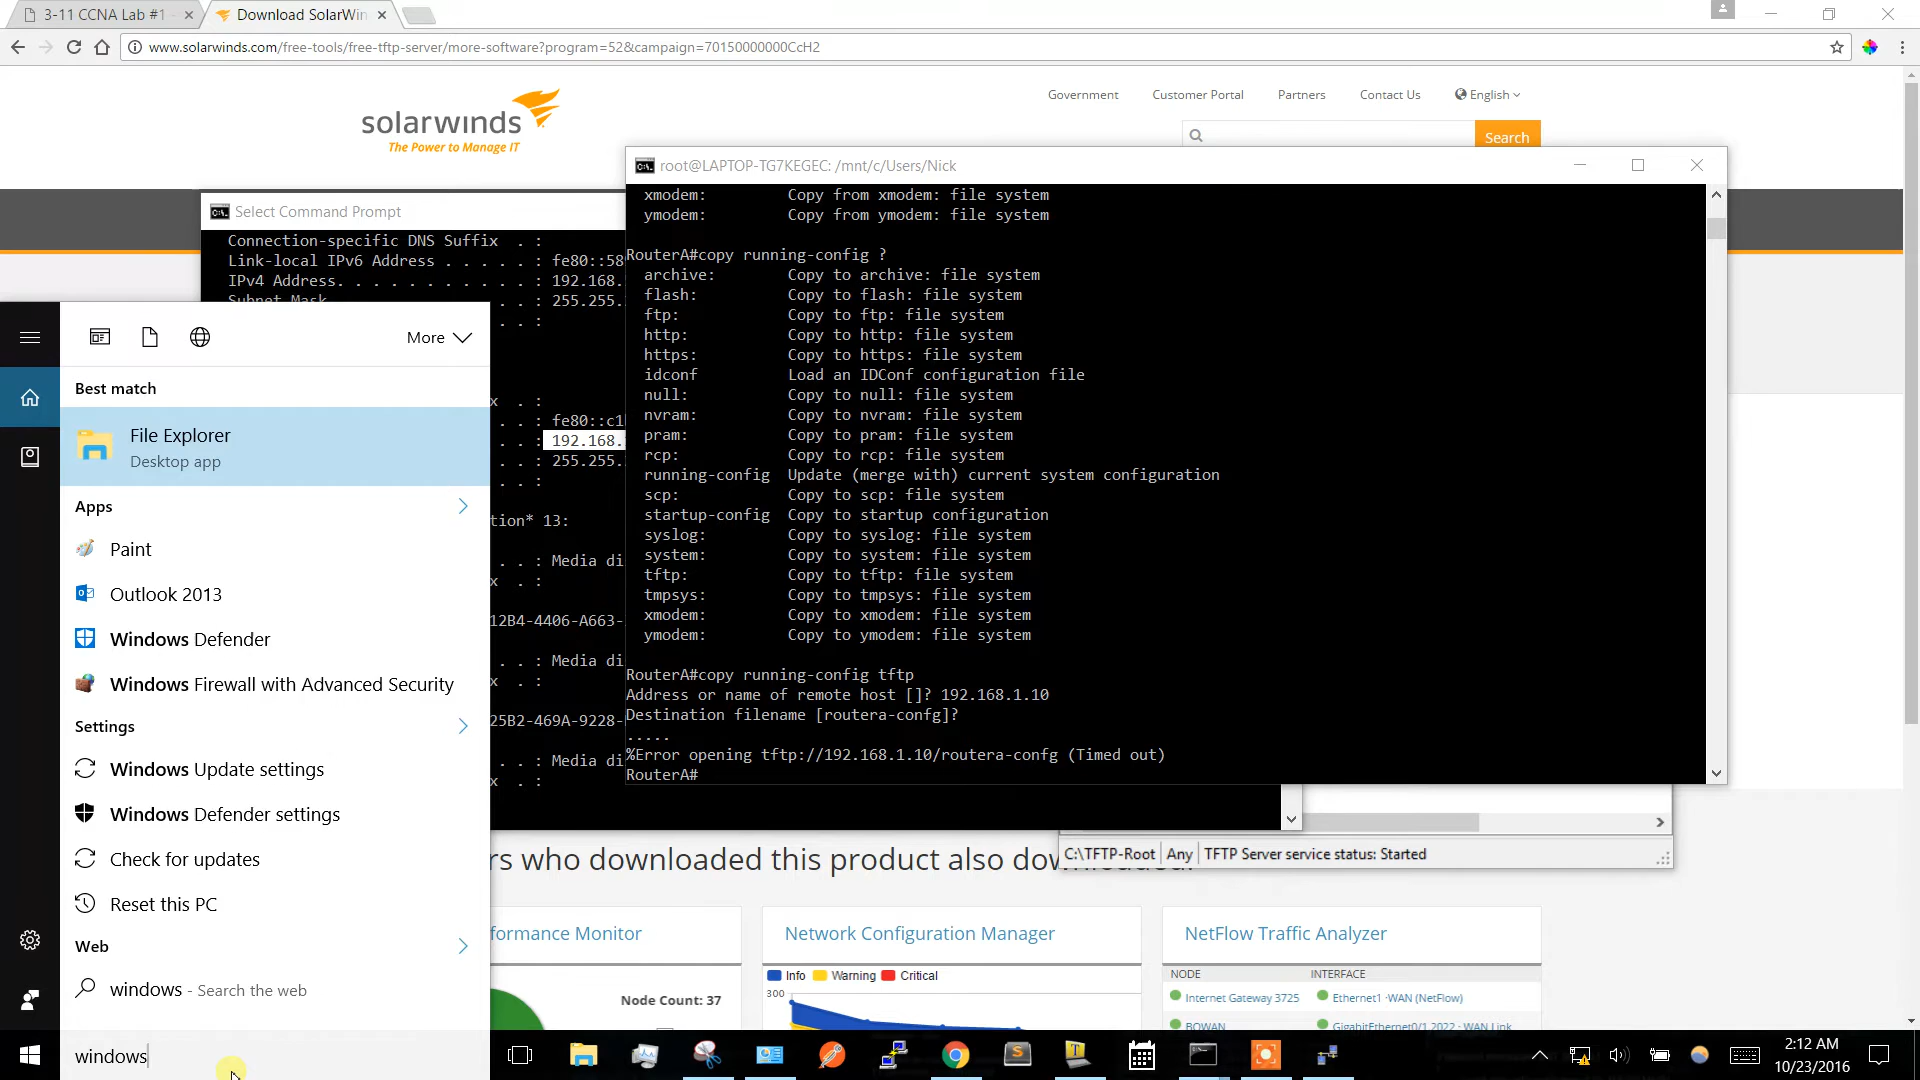 3-11 CCNA Lab #1
Download SolarWin
www.solarwinds.com/free-tools/free-tftp-server/more-software?program=52&campaign=70150000000CcH2
solarwinds
The Power to Manage IT
Government
Customer Portal
Partners
Contact Us
English
Search
Select Command Prompt
Connection-specific DNS Suffix . :
Link-local IPv6 Address . . . . . : fe80::58
IPv4 Address. . . . . . . . . . . : 192.168.
Subnet Mask . . : 255.255.
. . :
x . :
. . : fe80::c1
. . : 192.168.
. . : 255.255.
. . :
tion* 13:
. . : Media di
x . :
12B4-4406-A663-
. . : Media di
x . :
25B2-469A-9228-
. . : Media di
x . :
root@LAPTOP-TG7KEGEC: /mnt/c/Users/Nick
xmodem: Copy from xmodem: file system
ymodem: Copy from ymodem: file system
RouterA#copy running-config ?
archive: Copy to archive: file system
flash: Copy to flash: file system
ftp: Copy to ftp: file system
http: Copy to http: file system
https: Copy to https: file system
idconf Load an IDConf configuration file
null: Copy to null: file system
nvram: Copy to nvram: file system
pram: Copy to pram: file system
rcp: Copy to rcp: file system
running-config Update (merge with) current system configuration
scp: Copy to scp: file system
startup-config Copy to startup configuration
syslog: Copy to syslog: file system
system: Copy to system: file system
tftp: Copy to tftp: file system
tmpsys: Copy to tmpsys: file system
xmodem: Copy to xmodem: file system
ymodem: Copy to ymodem: file system
RouterA#copy running-config tftp
Address or name of remote host []? 192.168.1.10
Destination filename [routera-confg]?
.....
%Error opening tftp://192.168.1.10/routera-confg (Timed out)
RouterA#
More
Best match
File Explorer
Desktop app
Apps
Paint
Outlook 2013
Windows Defender
Windows Firewall with Advanced Security
Settings
Windows Update settings
Windows Defender settings
Check for updates
Reset this PC
Web
windows - Search the web
windows
C:\TFTP-Root
Any
TFTP Server service status: Started
rs who downloaded this product also downloaded:
formance Monitor
Node Count: 37
Network Configuration Manager
Info Warning Critical
300
NetFlow Traffic Analyzer
NODE INTERFACE
Internet Gateway 3725 Ethernet1 ·WAN (NetFlow)
BOWAN GigabitEthernet0/1.2022 · WAN Link
2:12 AM
10/23/2016